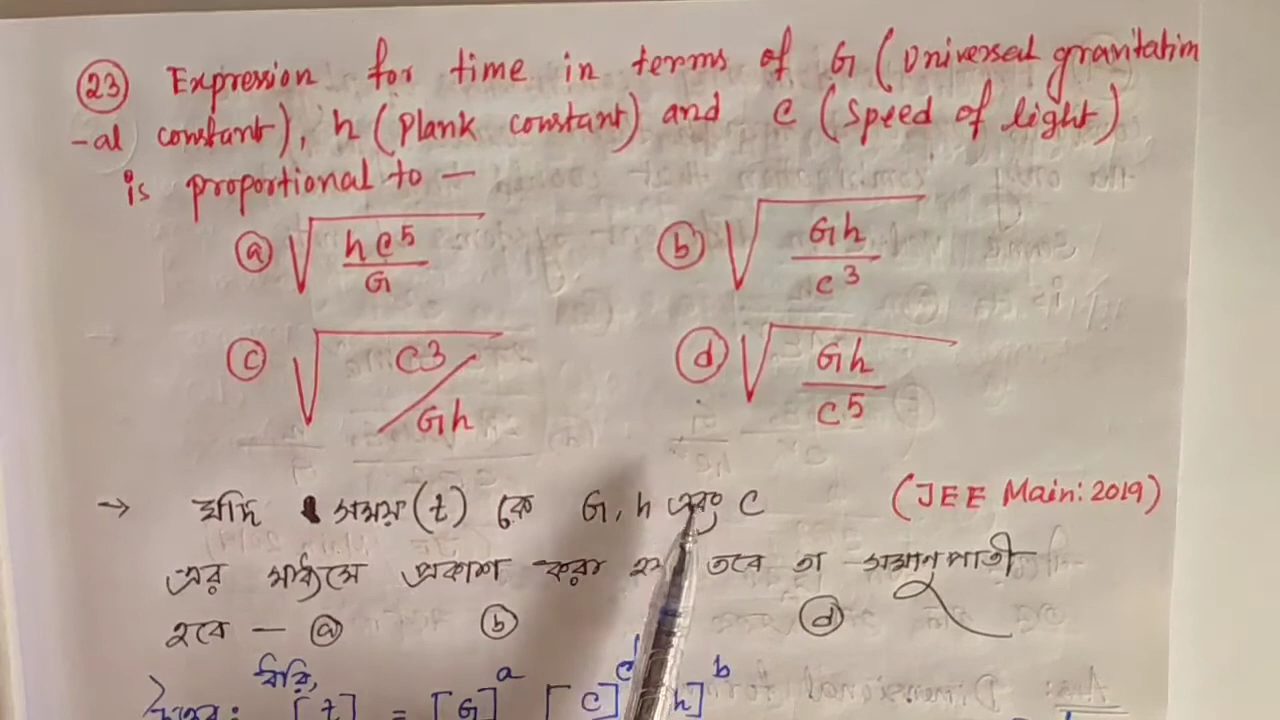 (23) Expression for time in terms of G (Universal gravitation
-al constant), h (Plank constant) and c (speed of light)
is proportional to —
(a) √(hc⁵/G) (b) √(Gh/c³)
(c) √(c³/Gh) (d) √(Gh/c⁵)
→ যদি সময় (t) কে G, h এবং c (JEE Main: 2019)
এর মাধ্যমে প্রকাশ করা হয় তবে তা সমানুপাতী
হবে — (a) (b) (d)
ধরি,
[t] = [G]ᵃ [c]ᵈ [h]ᵇ